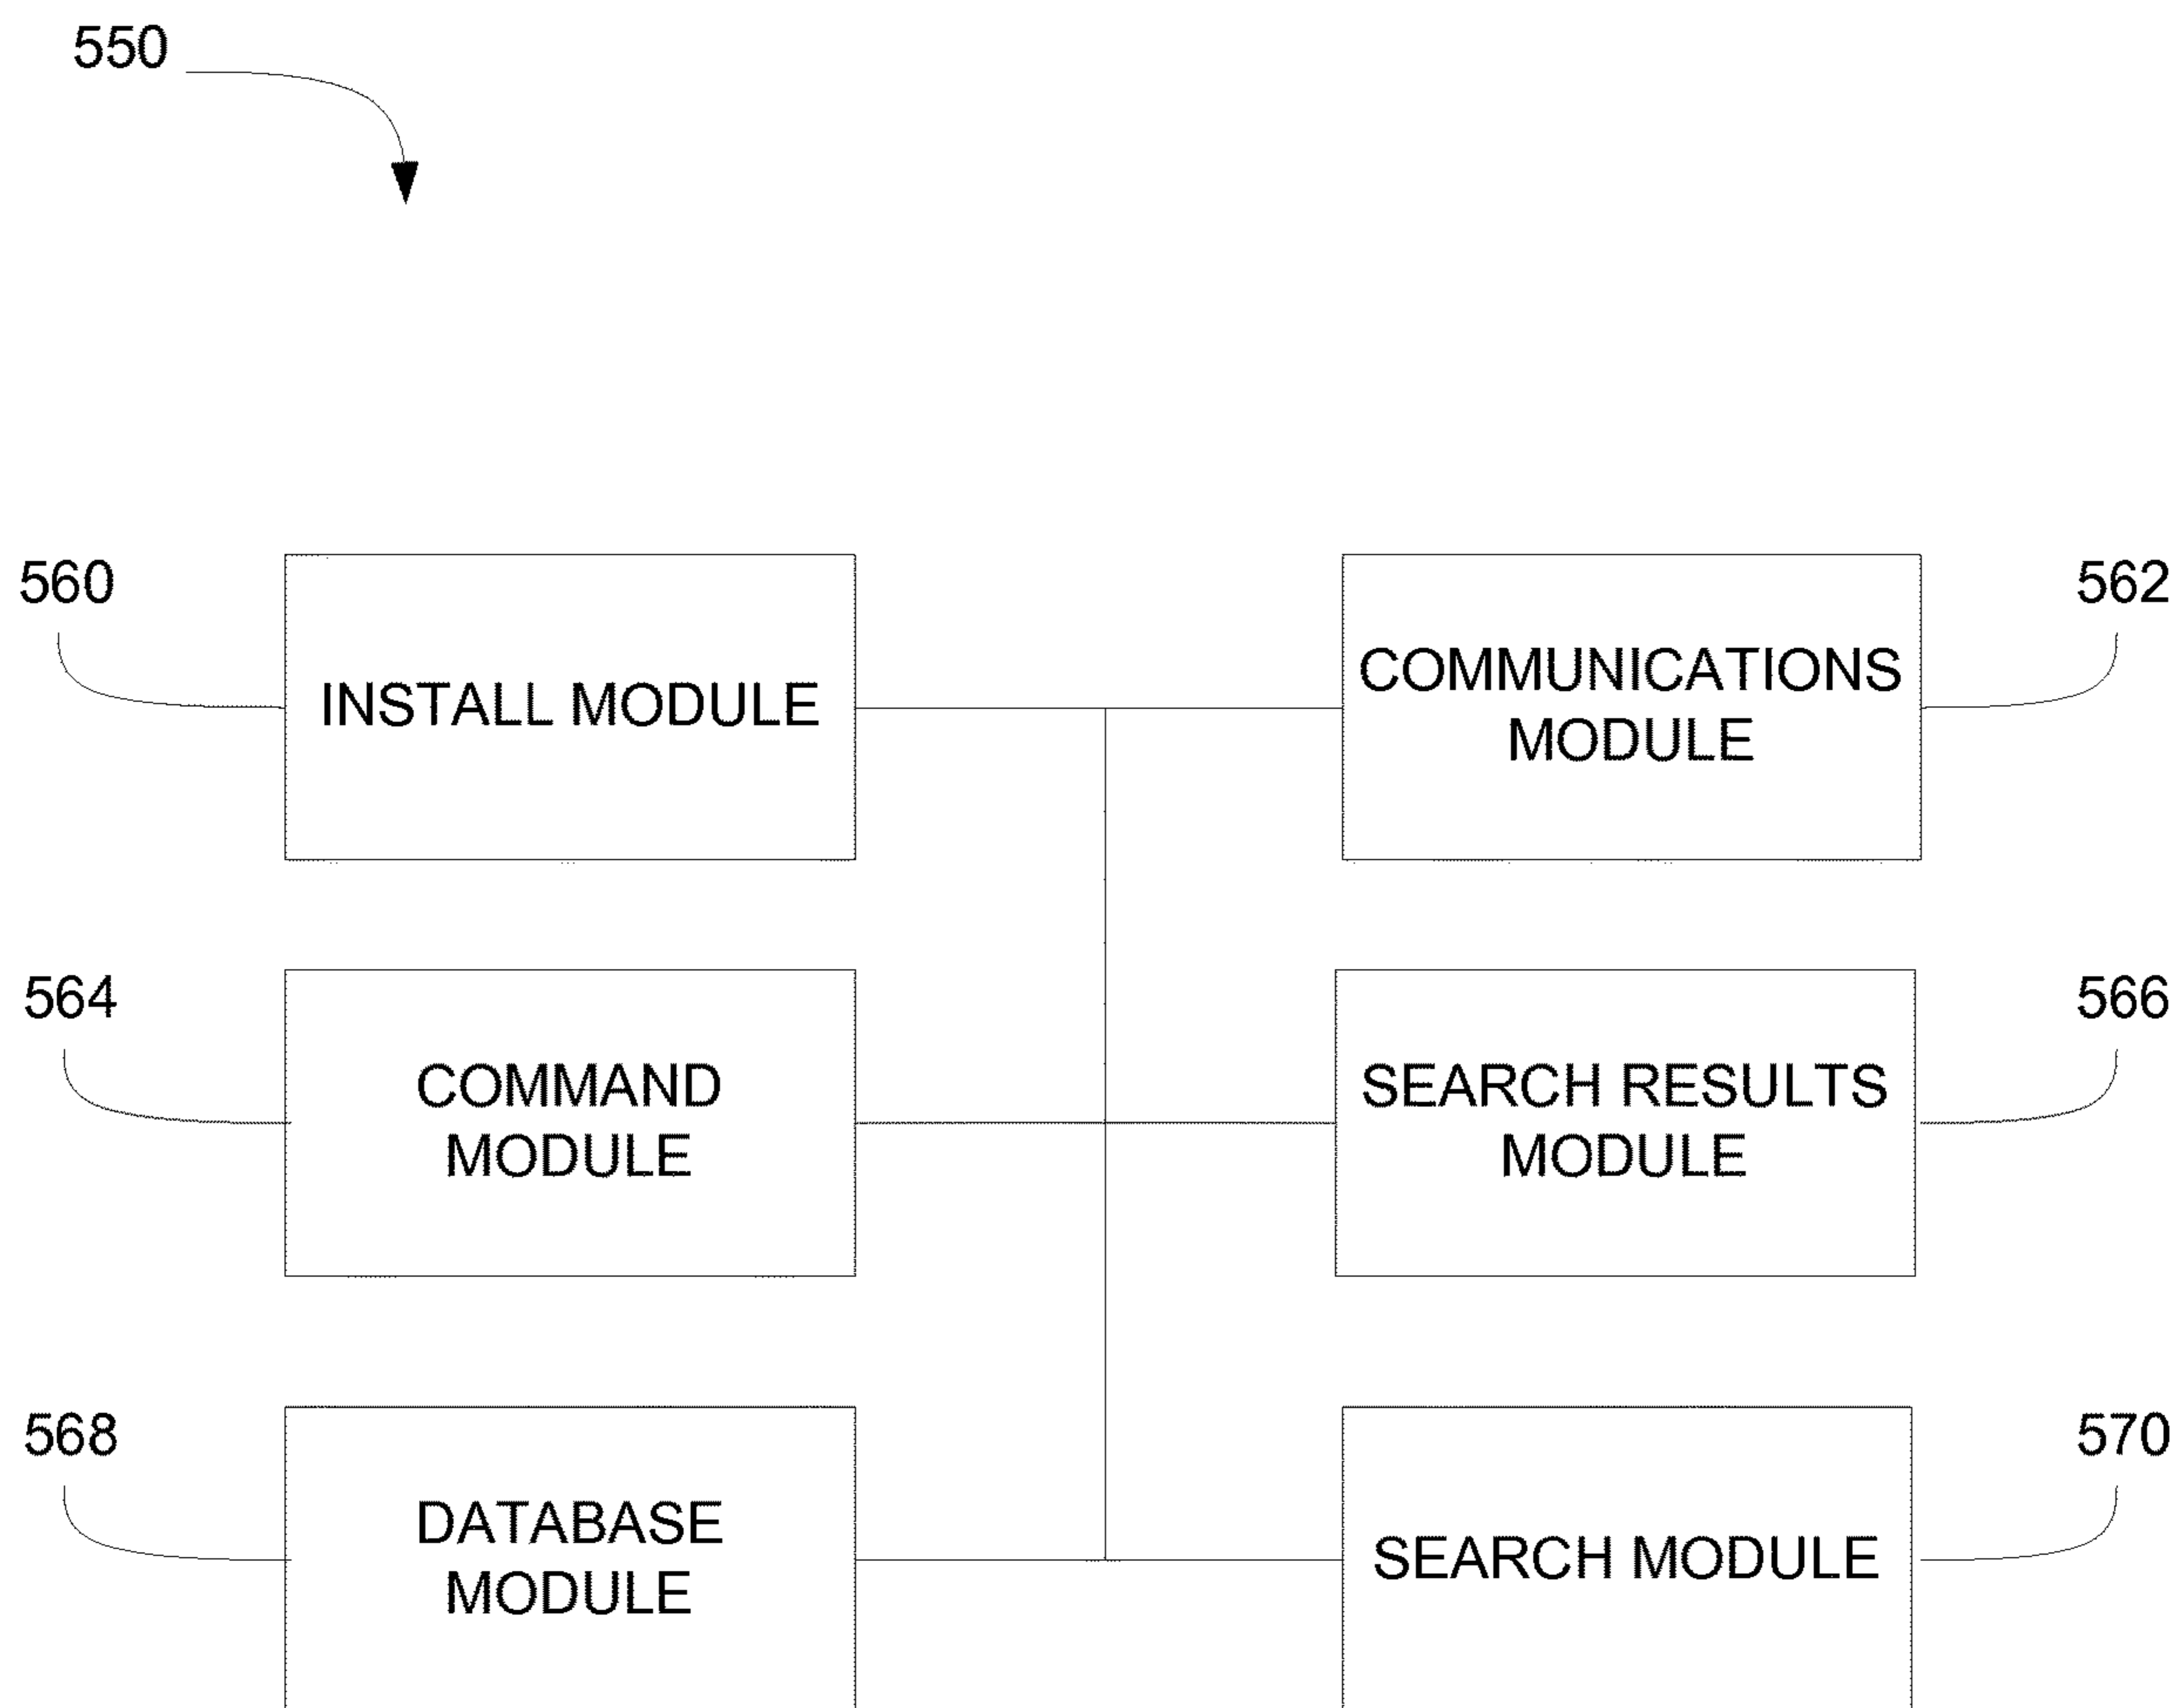 550
560
INSTALL MODULE
COMMUNICATIONS
MODULE
562
564
COMMAND
MODULE
SEARCH RESULTS
MODULE
566
568
DATABASE
MODULE
SEARCH MODULE
570